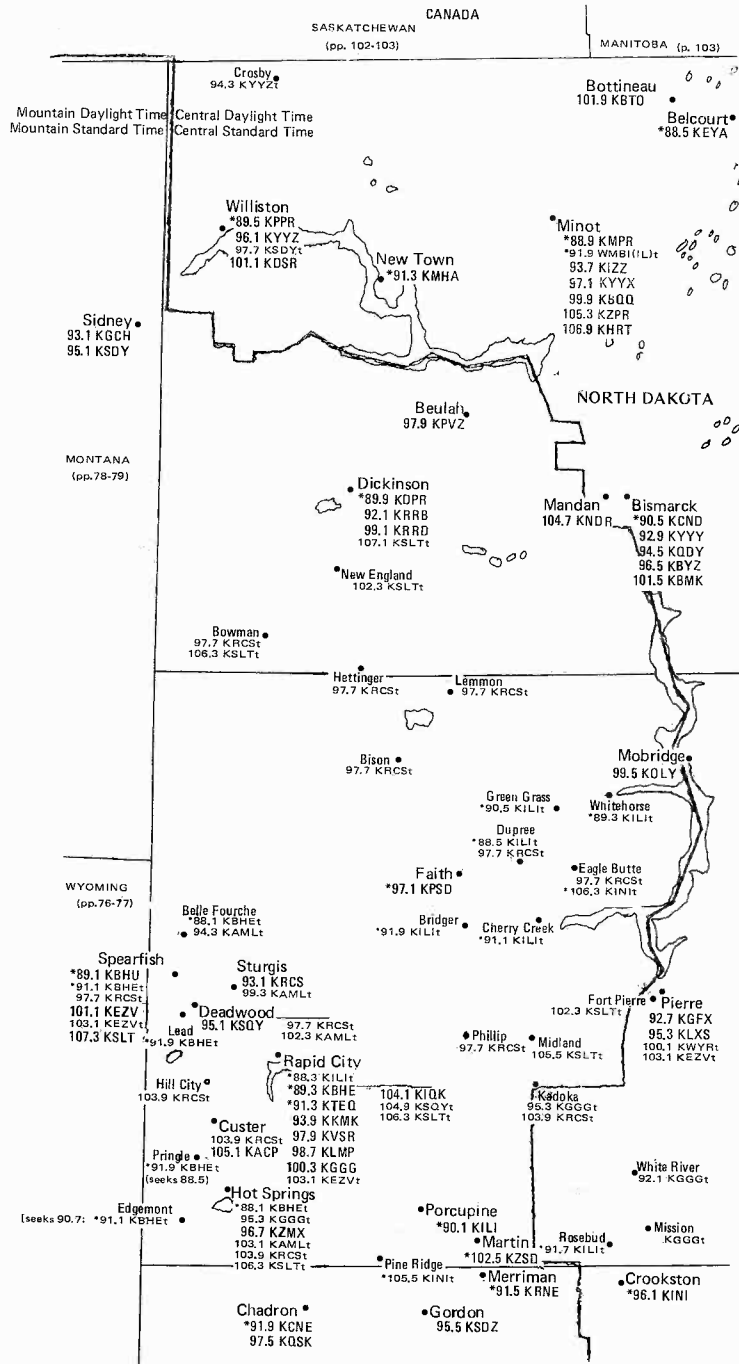 CANADA
SASKATCHEWAN
(pp. 102-103)
MANITOBA (p. 103)
Crosby
94.3 KYYZt
Bottineau
101.9 KBTO
Belcourt
*88.5 KEYA
Mountain Daylight Time Central Daylight Time
Mountain Standard Time Central Standard Time
Williston
*89.5 KPPR
96.1 KYYZ
97.7 KSDYt
101.1 KDSR
New Town
*91.3 KMHA
Minot
*88.9 KMPR
*91.9 WMBI(IL)t
93.7 KIZZ
97.1 KYYX
99.9 KBQQ
105.3 KZPR
106.9 KHRT
Sidney
93.1 KGCH
95.1 KSDY
NORTH DAKOTA
Beulah
97.9 KPVZ
MONTANA
(pp.78-79)
Dickinson
*89.9 KDPR
92.1 KRRB
99.1 KRRD
107.1 KSLTt
Mandan
104.7 KNDR
Bismarck
*90.5 KCND
92.9 KYYY
94.5 KQDY
96.5 KBYZ
101.5 KBMK
New England
102.3 KSLTt
Bowman
97.7 KRCSt
106.3 KSLTt
Hettinger
97.7 KRCSt
Lemmon
97.7 KRCSt
Bison
97.7 KRCSt
Mobridge
99.5 KOLY
Green Grass
*90.5 KILIt
Whitehorse
*89.3 KILIt
Dupree
*88.5 KILIt
97.7 KRCSt
Faith
*97.1 KPSD
Eagle Butte
97.7 KRCSt
*106.3 KINIt
WYOMING
(pp.76-77)
Belle Fourche
*88.1 KBHEt
94.3 KAMLt
Bridger
*91.9 KILIt
Cherry Creek
*91.1 KILIt
Spearfish
*89.1 KBHU
*91.1 KBHEt
97.7 KRCSt
101.1 KEZV
103.1 KEZVt
107.3 KSLT
Sturgis
93.1 KRCS
99.3 KAMLt
Deadwood
95.1 KSQY
97.7 KRCSt
102.3 KAMLt
Lead
*91.9 KBHEt
Fort Pierre
102.3 KSLTt
Pierre
92.7 KGFX
95.3 KLXS
100.1 KWYRt
103.1 KEZVt
Phillip
97.7 KRCSt
Midland
105.5 KSLTt
Rapid City
*88.3 KILIt
*89.3 KBHE
*91.3 KTEQ
93.9 KKMK
97.9 KVSR
98.7 KLMP
100.3 KGGG
103.1 KEZVt
104.1 KIQK
104.9 KSQYt
106.3 KSLTt
Hill City
103.9 KRCSt
Kadoka
95.3 KGGGt
103.9 KRCSt
Custer
103.9 KRCSt
105.1 KACP
Pringle
*91.9 KBHEt
(seeks 88.5)
White River
92.1 KGGGt
Hot Springs
*88.1 KBHEt
95.3 KGGGt
96.7 KZMX
103.1 KAMLt
103.9 KRCSt
106.3 KSLTt
Edgemont
[seeks 90.7: *91.1 KBHEt
Porcupine
*90.1 KILI
Martin
*102.5 KZSD
Rosebud
*91.7 KILIt
Mission
KGGGt
Pine Ridge
*105.5 KINIt
Merriman
*91.5 KRNE
Crookston
*96.1 KINI
Chadron
*91.9 KCNE
97.5 KQSK
Gordon
95.5 KSDZ